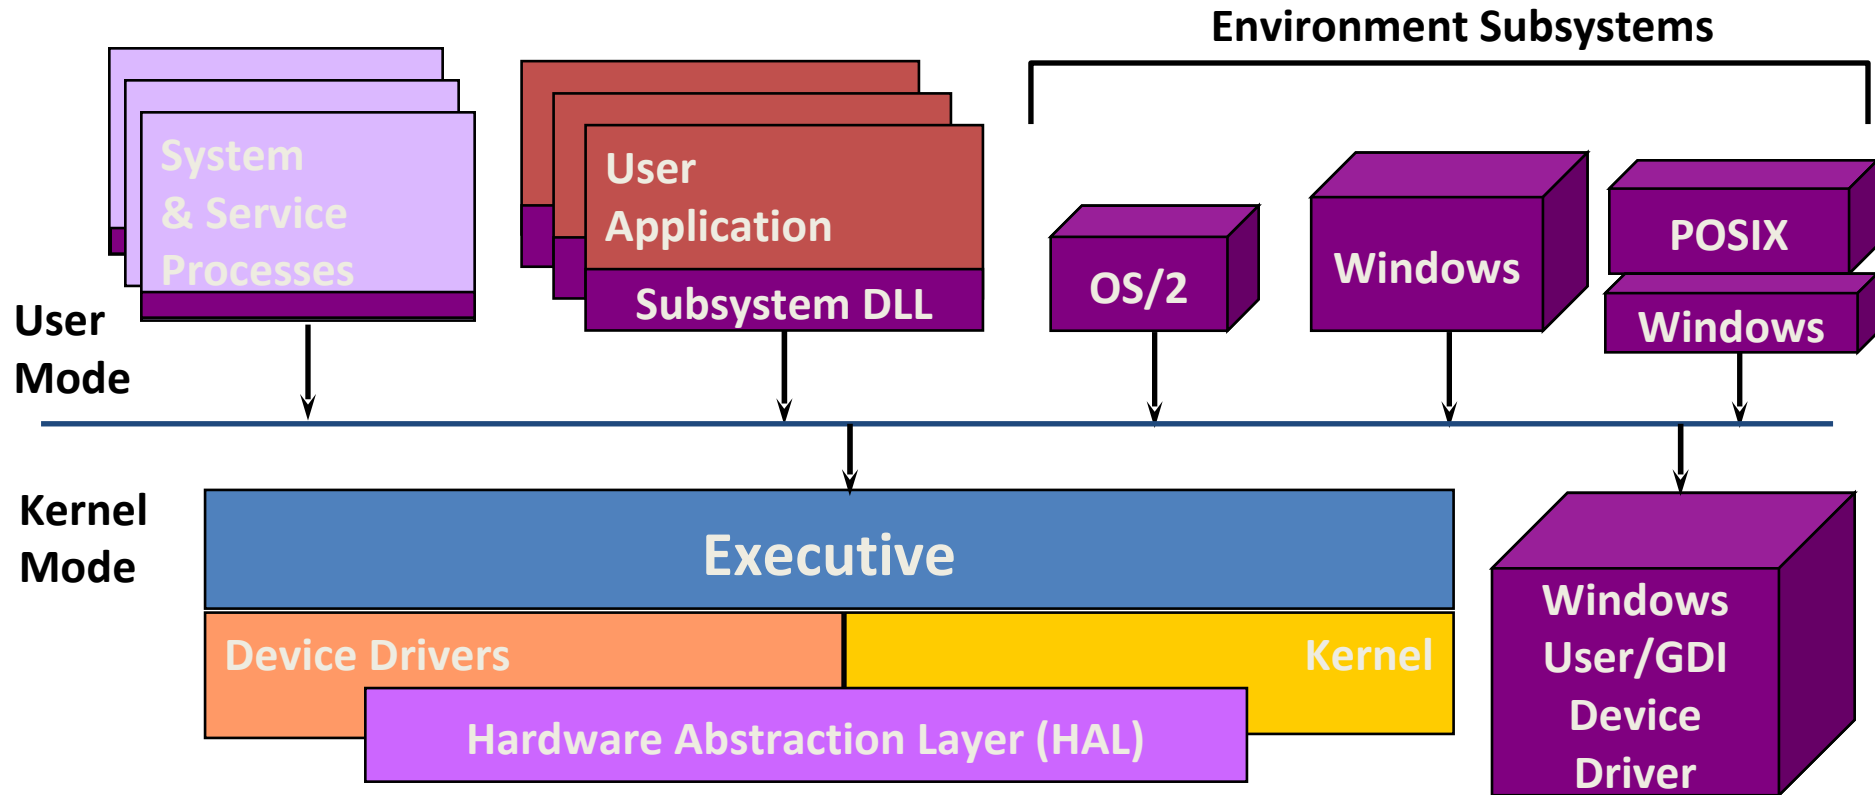 Environment Subsystems
System
& Service
Processes
User
Application
Subsystem DLL
OS/2
Windows
POSIX
Windows
User
Mode
Kernel
Mode
Executive
Device Drivers
Kernel
Hardware Abstraction Layer (HAL)
Windows
User/GDI
Device
Driver